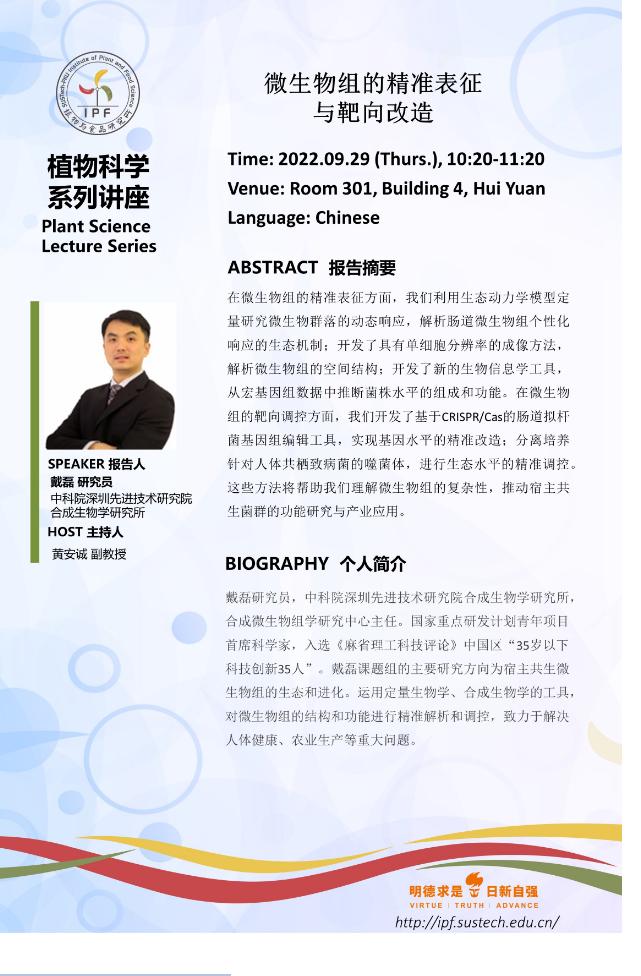 SUSTech-PKU Institute of Plant and Food Science
IPF
植物与食品研究所
植物科学
系列讲座
Plant Science
Lecture Series
SPEAKER 报告人
戴磊 研究员
中科院深圳先进技术研究院
合成生物学研究所
HOST 主持人
黄安诚 副教授
微生物组的精准表征
与靶向改造
Time: 2022.09.29 (Thurs.), 10:20-11:20
Venue: Room 301, Building 4, Hui Yuan
Language: Chinese
ABSTRACT 报告摘要
在微生物组的精准表征方面，我们利用生态动力学模型定
量研究微生物群落的动态响应，解析肠道微生物组个性化
响应的生态机制；开发了具有单细胞分辨率的成像方法，
解析微生物组的空间结构；开发了新的生物信息学工具，
从宏基因组数据中推断菌株水平的组成和功能。在微生物
组的靶向调控方面，我们开发了基于CRISPR/Cas的肠道拟杆
菌基因组编辑工具，实现基因水平的精准改造；分离培养
针对人体共栖致病菌的噬菌体，进行生态水平的精准调控。
这些方法将帮助我们理解微生物组的复杂性，推动宿主共
生菌群的功能研究与产业应用。
BIOGRAPHY 个人简介
戴磊研究员，中科院深圳先进技术研究院合成生物学研究所，
合成微生物组学研究中心主任。国家重点研发计划青年项目
首席科学家，入选《麻省理工科技评论》中国区“35岁以下
科技创新35人”。戴磊课题组的主要研究方向为宿主共生微
生物组的生态和进化。运用定量生物学、合成生物学的工具，
对微生物组的结构和功能进行精准解析和调控，致力于解决
人体健康、农业生产等重大问题。
明德求是 日新自强
VIRTUE | TRUTH | ADVANCE
http://ipf.sustech.edu.cn/